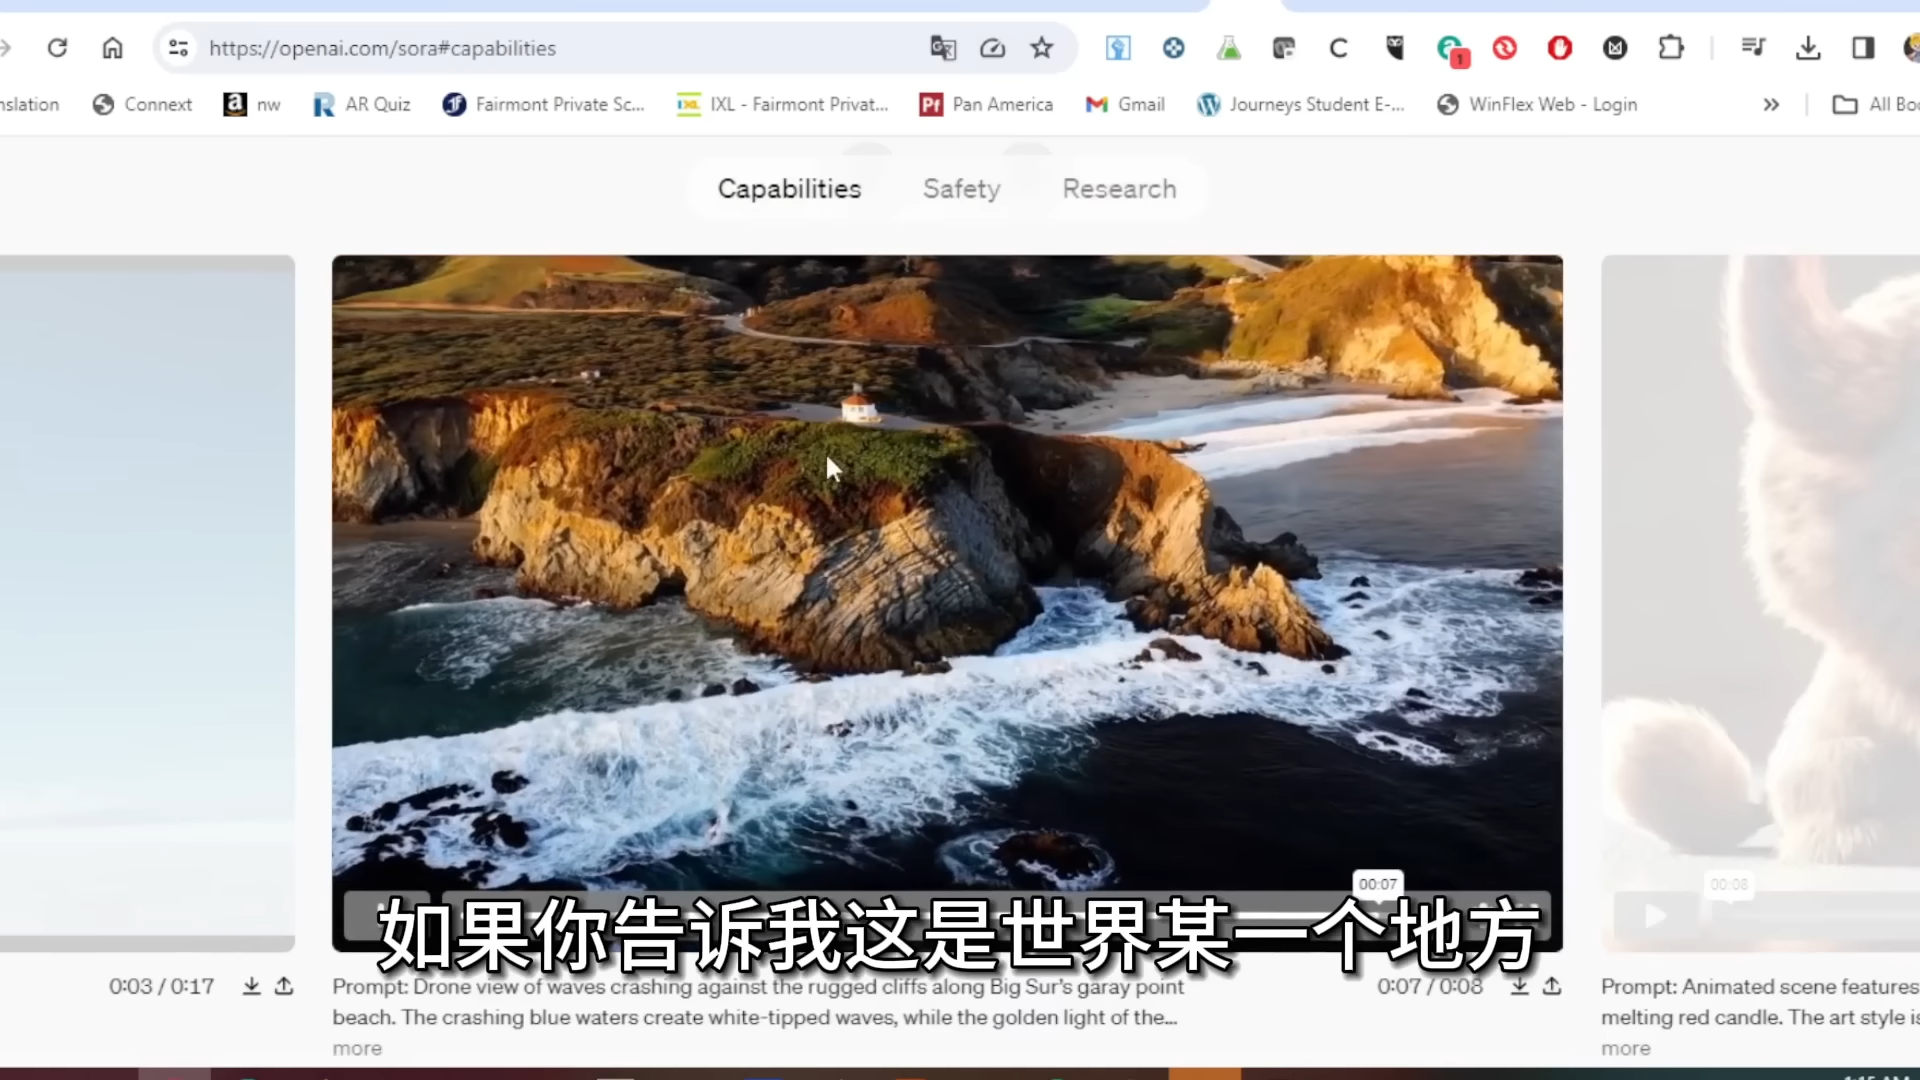 https://openai.com/sora#capabilities
1
nslation
Connext
nw
AR Quiz
Fairmont Private Sc...
IXL - Fairmont Privat...
Pan America
Gmail
Journeys Student E-...
WinFlex Web - Login
»
All Boo
Capabilities
Safety
Research
00:07
00:08
如果你告诉我这是世界某一个地方
0:03 / 0:17
Prompt: Drone view of waves crashing against the rugged cliffs along Big Sur's garay point
beach. The crashing blue waters create white-tipped waves, while the golden light of the...
more
0:07 / 0:08
Prompt: Animated scene features
melting red candle. The art style is
more